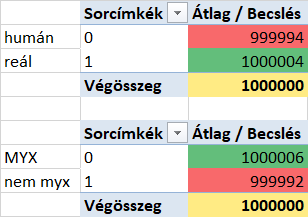 Sorcímkék Átlag / Becslés
humán 0 999994
reál 1 1000004
Végösszeg 1000000
Sorcímkék Átlag / Becslés
MYX 0 1000006
nem myx 1 999992
Végösszeg 1000000